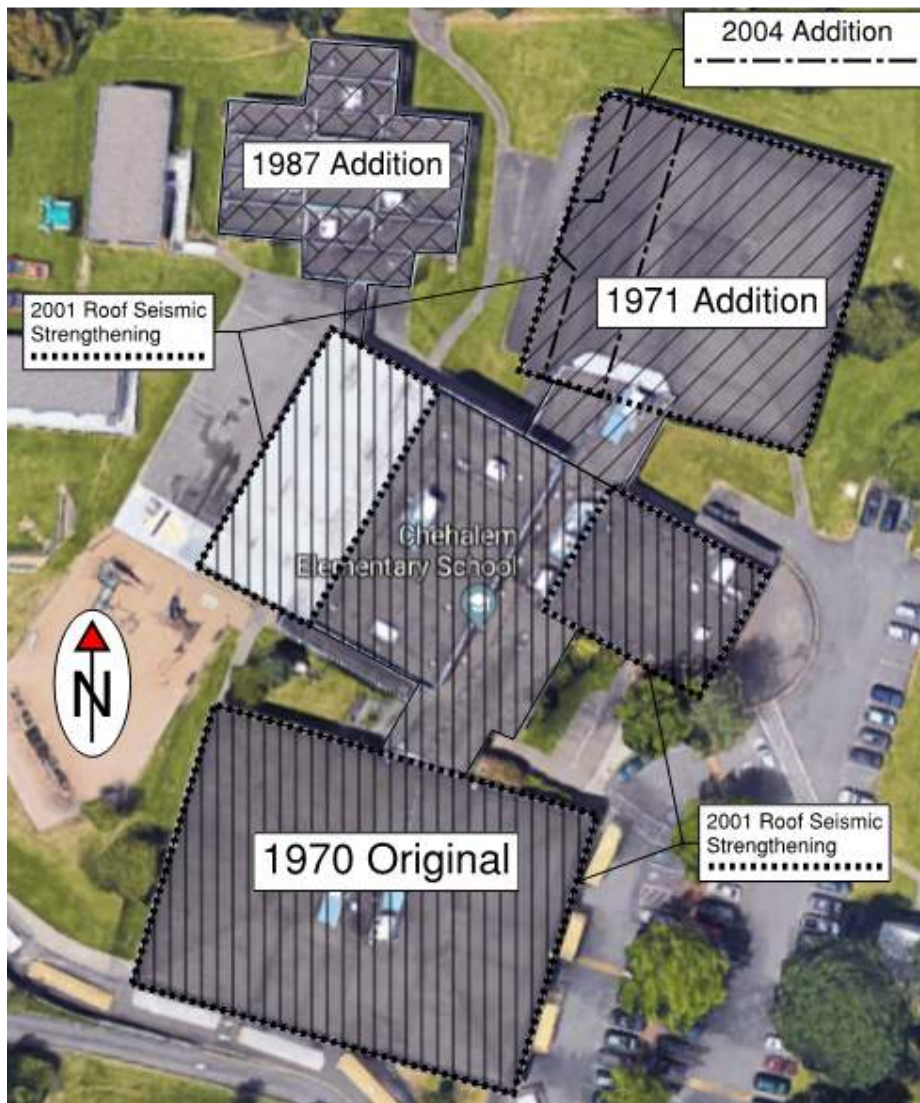 2004 Addition
1987 Addition
2001 Roof Seismic
Strengthening
1971 Addition
Chehalem
Elementary School
N
2001 Roof Seismic
Strengthening
1970 Original